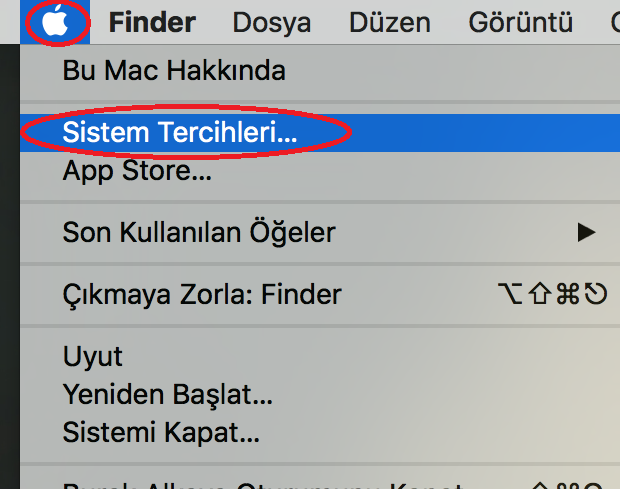 Finder Dosya Düzen Görüntü
Bu Mac Hakkında
Sistem Tercihleri...
App Store...
Son Kullanılan Öğeler ▶
Çıkmaya Zorla: Finder ⌥⇧⌘⎋
Uyut
Yeniden Başlat...
Sistemi Kapat...